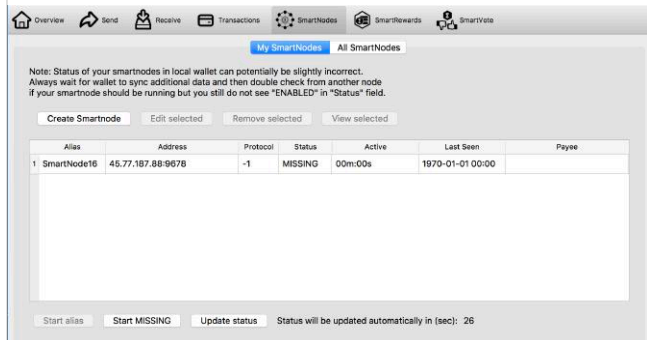 Overview Send Receive Transactions SmartNodes SmartRewards SmartVote
My SmartNodes All SmartNodes
Note: Status of your smartnodes in local wallet can potentially be slightly incorrect.
Always wait for wallet to sync additional data and then double check from another node
if your smartnode should be running but you still do not see "ENABLED" in "Status" field.
Create Smartnode Edit selected Remove selected View selected
Alias Address Protocol Status Active Last Seen Payee
1 SmartNode16 45.77.187.88:9678 -1 MISSING 00m:00s 1970-01-01 00:00
Start alias Start MISSING Update status Status will be updated automatically in (sec): 26